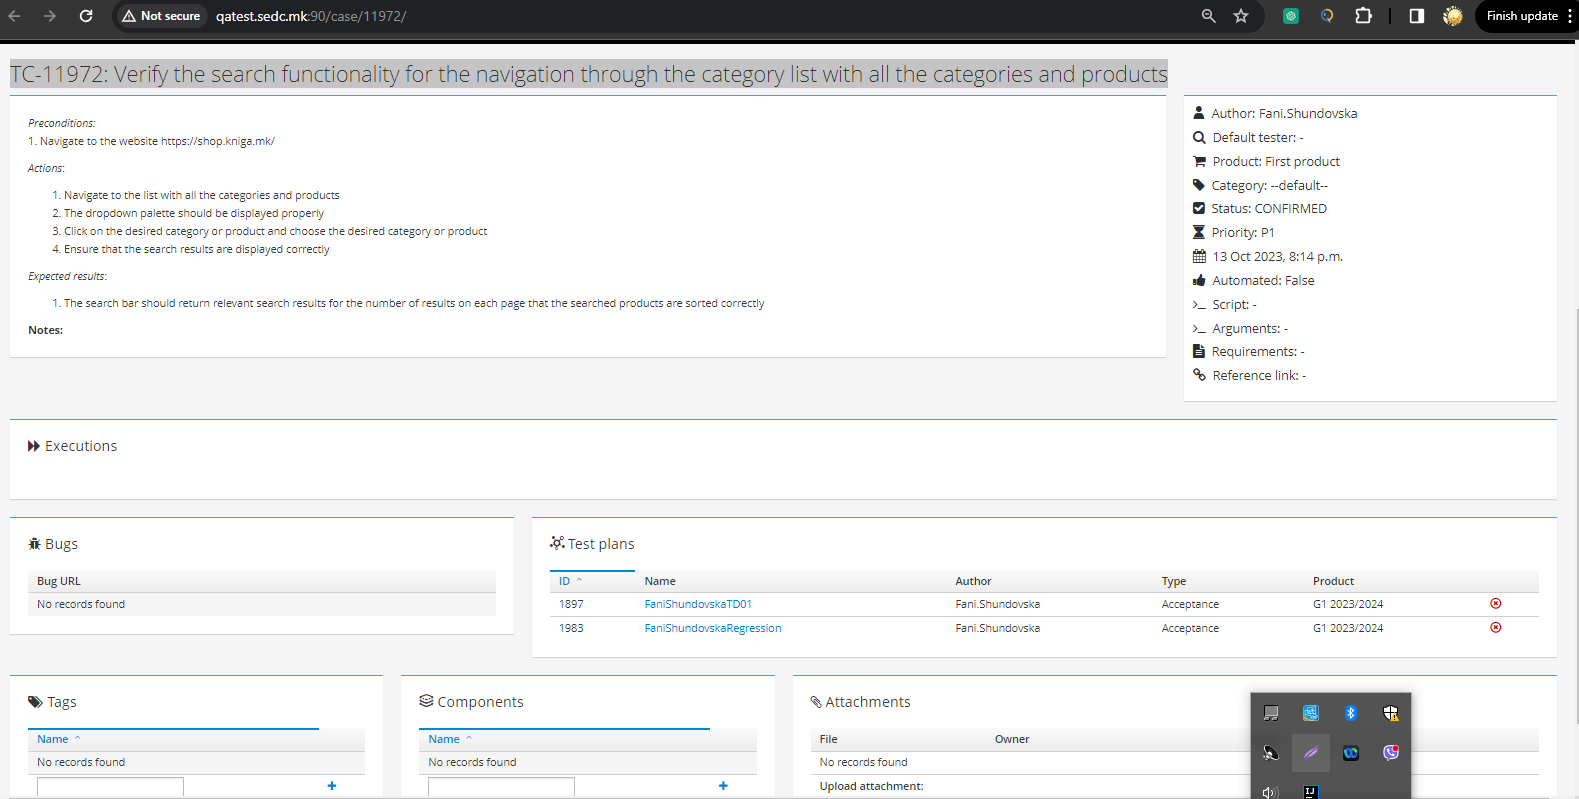 Not secure
qatest.sedc.mk:90/case/11972/
Finish update
TC-11972: Verify the search functionality for the navigation through the category list with all the categories and products
Preconditions:
1. Navigate to the website https://shop.kniga.mk/
Actions:
1. Navigate to the list with all the categories and products
2. The dropdown palette should be displayed properly
3. Click on the desired category or product and choose the desired category or product
4. Ensure that the search results are displayed correctly
Expected results:
1. The search bar should return relevant search results for the number of results on each page that the searched products are sorted correctly
Notes:
Author: Fani.Shundovska
Default tester: -
Product: First product
Category: --default--
Status: CONFIRMED
Priority: P1
13 Oct 2023, 8:14 p.m.
Automated: False
Script: -
Arguments: -
Requirements: -
Reference link: -
Executions
Bugs
Bug URL
No records found
Test plans
ID Name Author Type Product
1897 FaniShundovskaTD01 Fani.Shundovska Acceptance G1 2023/2024
1983 FaniShundovskaRegression Fani.Shundovska Acceptance G1 2023/2024
Tags
Name
No records found
Components
Name
No records found
Attachments
File Owner
No records found
Upload attachment:
IJ